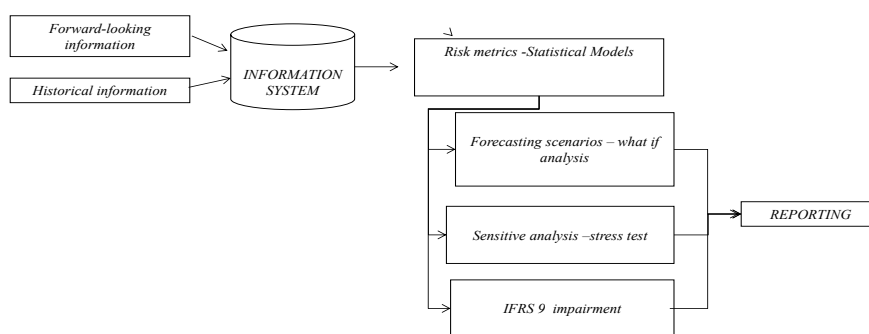 Forward-looking
information
Historical information
INFORMATION
SYSTEM
Risk metrics -Statistical Models
Forecasting scenarios – what if
analysis
Sensitive analysis –stress test
IFRS 9 impairment
REPORTING